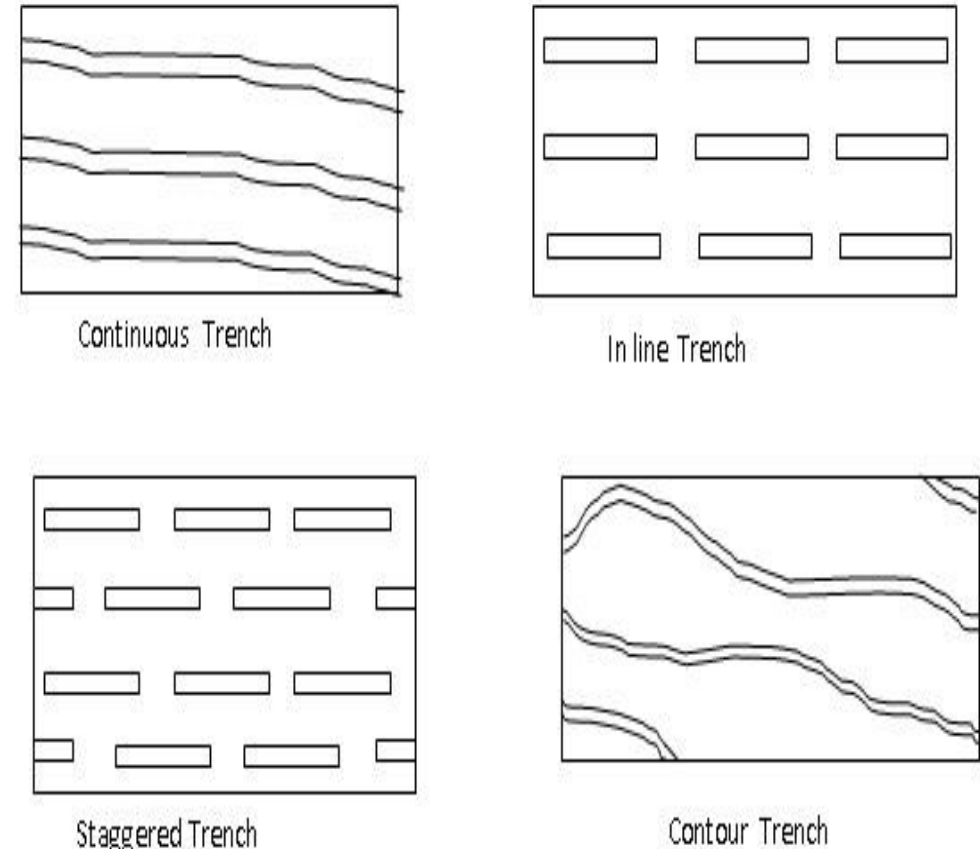 Continuous Trench
In line Trench
Staggered Trench
Contour Trench